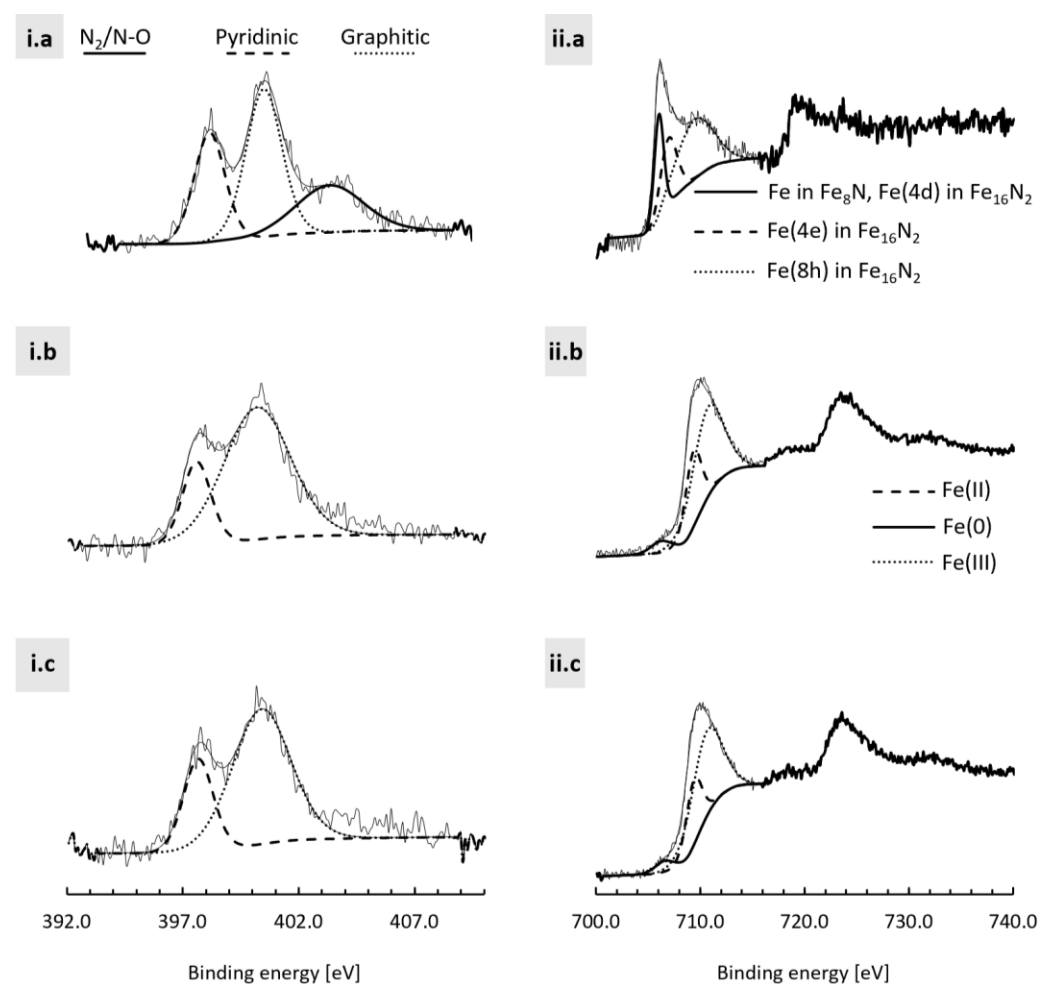 i.a N₂/N-O Pyridinic Graphitic
ii.a
Fe in Fe₈N, Fe(4d) in Fe₁₆N₂
Fe(4e) in Fe₁₆N₂
Fe(8h) in Fe₁₆N₂
i.b
ii.b
Fe(II)
Fe(0)
Fe(III)
i.c
ii.c
392.0 397.0 402.0 407.0
Binding energy [eV]
700.0 710.0 720.0 730.0 740.0
Binding energy [eV]